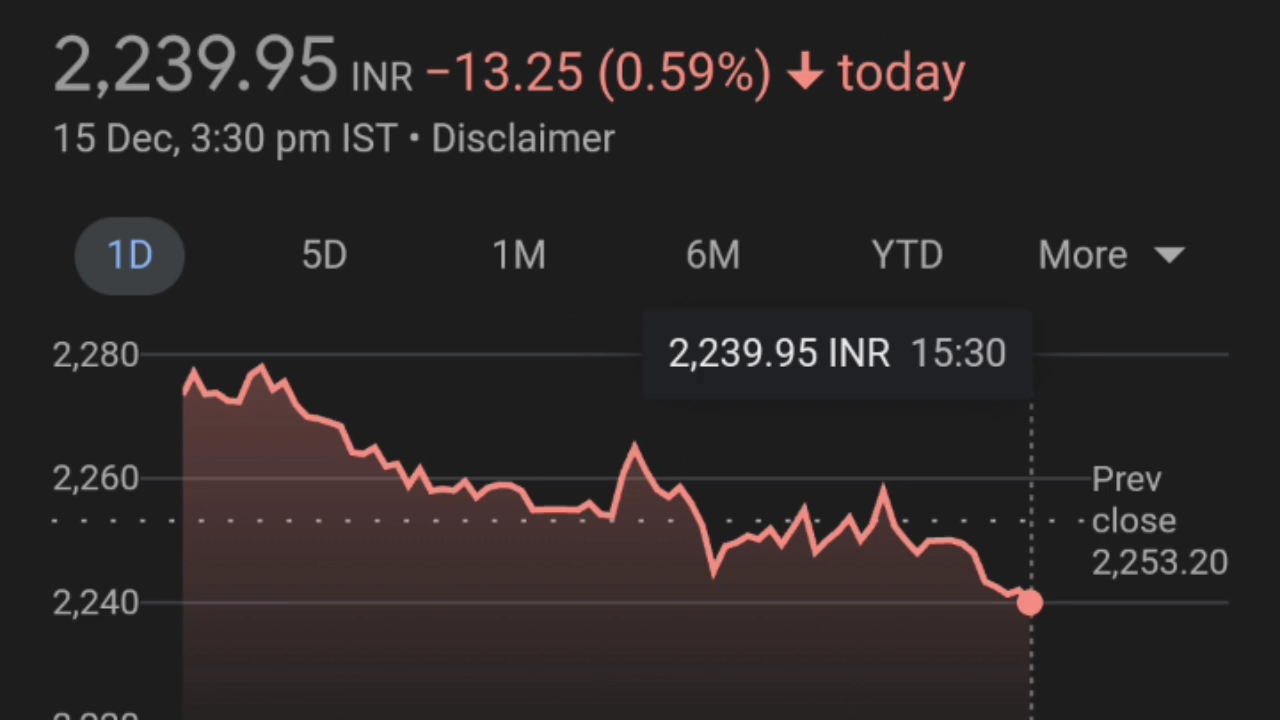 2,239.95 INR −13.25 (0.59%) ↓ today
15 Dec, 3:30 pm IST • Disclaimer
1D 5D 1M 6M YTD More
2,280
2,239.95 INR 15:30
2,260
Prev
close
2,253.20
2,240